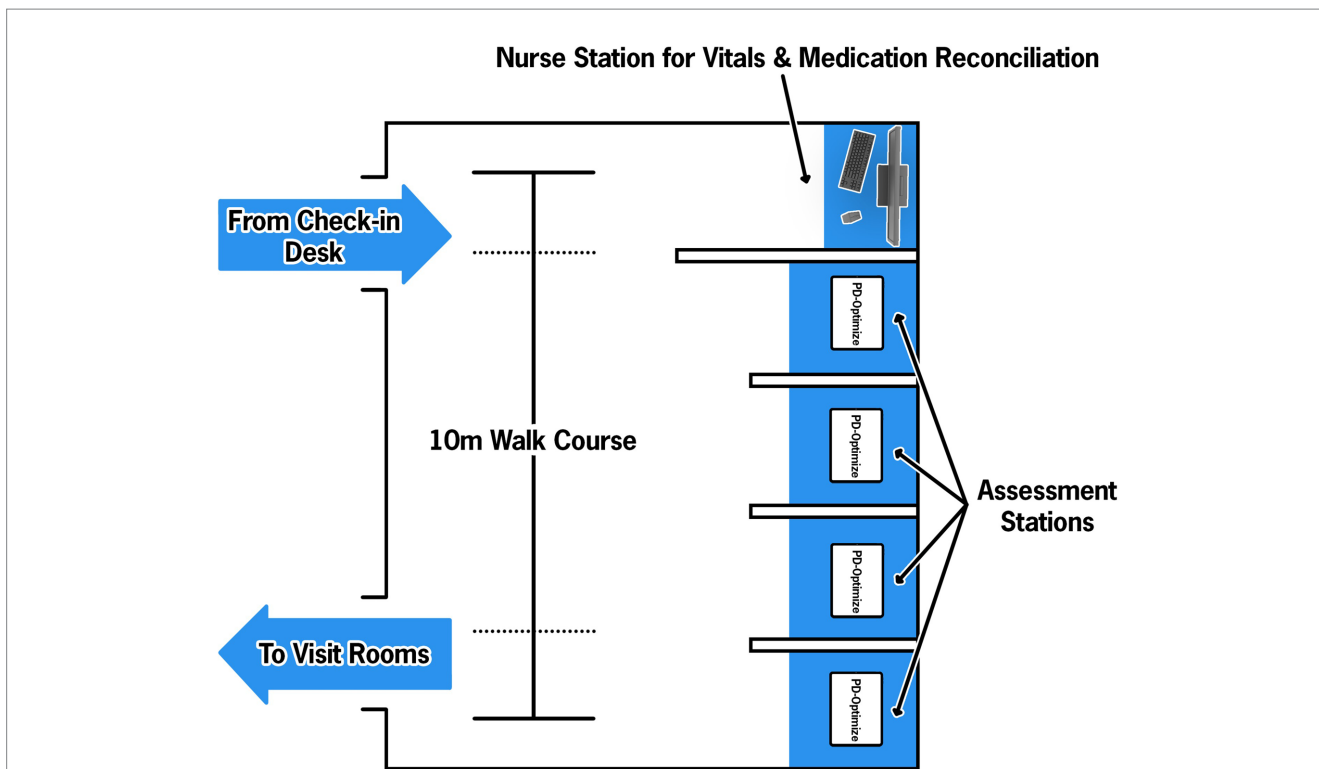 Nurse Station for Vitals & Medication Reconciliation
From Check-in
Desk
PD-Optimize
PD-Optimize
10m Walk Course
Assessment
Stations
PD-Optimize
To Visit Rooms
PD-Optimize